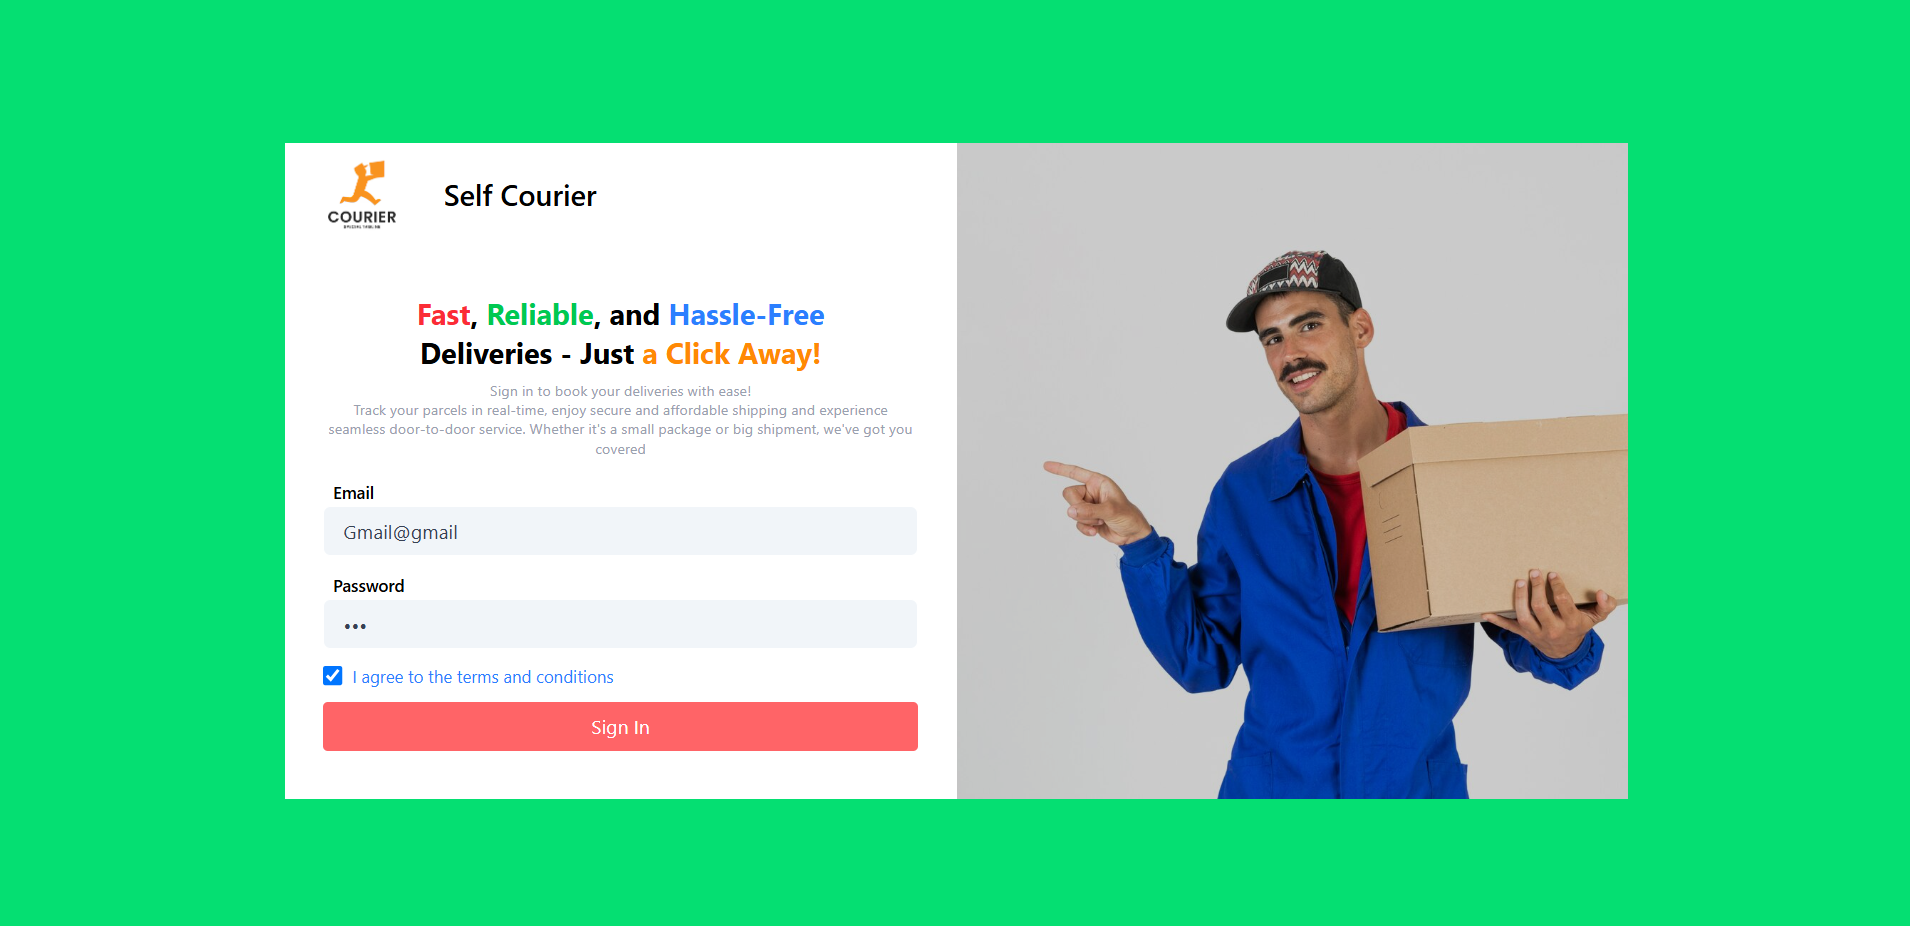 COURIER
Self Courier
Fast, Reliable, and Hassle-Free
Deliveries - Just a Click Away!
Sign in to book your deliveries with ease!
Track your parcels in real-time, enjoy secure and affordable shipping and experience
seamless door-to-door service. Whether it's a small package or big shipment, we've got you
covered
Email
Gmail@gmail
Password
•••
I agree to the terms and conditions
Sign In